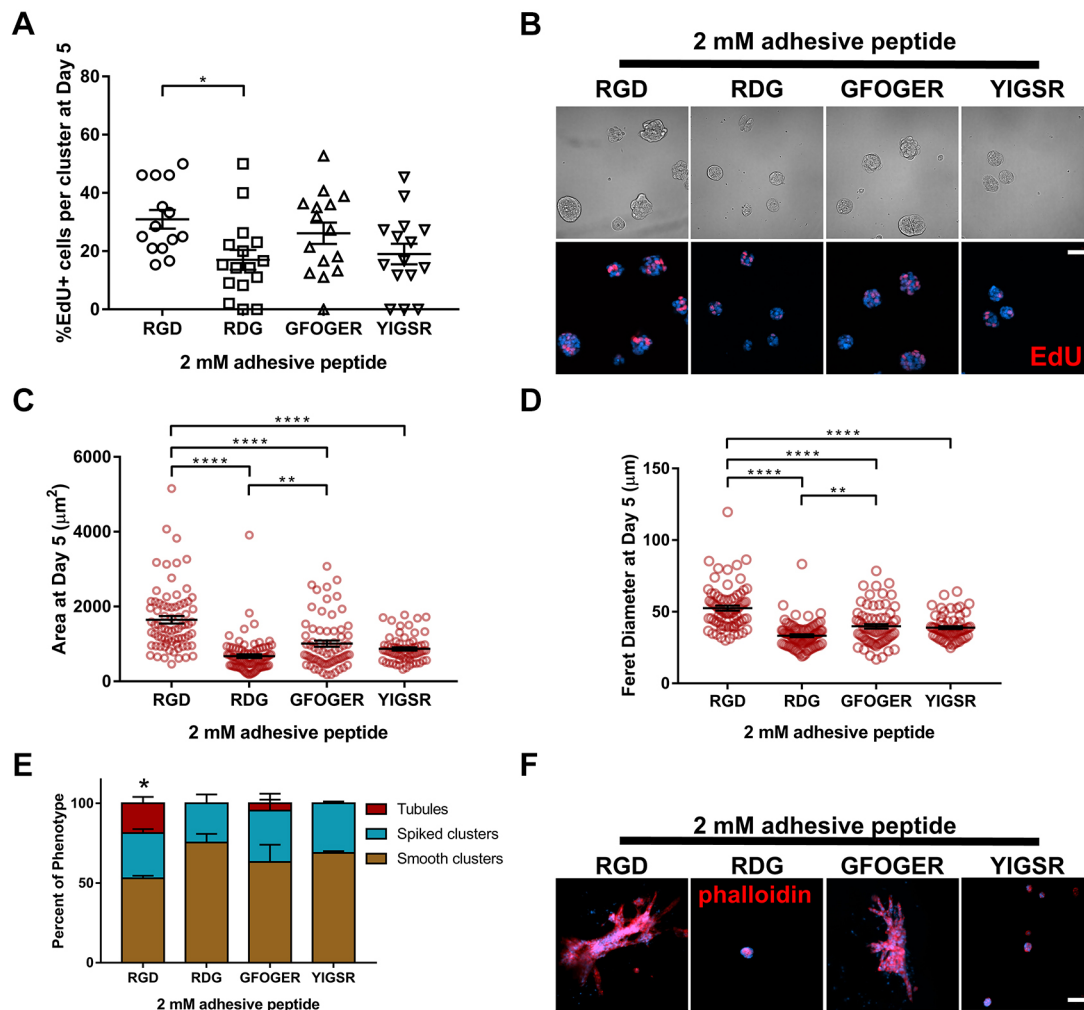 A
%EdU+ cells per cluster at Day 5
80
60
40
20
0
*
RGD RDG GFOGER YIGSR
2 mM adhesive peptide
B
2 mM adhesive peptide
RGD RDG GFOGER YIGSR
EdU
C
Area at Day 5 (μm²)
6000
4000
2000
0
****
****
****
**
RGD RDG GFOGER YIGSR
2 mM adhesive peptide
D
Feret Diameter at Day 5 (μm)
150
100
50
0
****
****
****
**
RGD RDG GFOGER YIGSR
2 mM adhesive peptide
E
Percent of Phenotype
100
50
0
*
Tubules
Spiked clusters
Smooth clusters
RGD RDG GFOGER YIGSR
2 mM adhesive peptide
F
2 mM adhesive peptide
RGD RDG GFOGER YIGSR
phalloidin